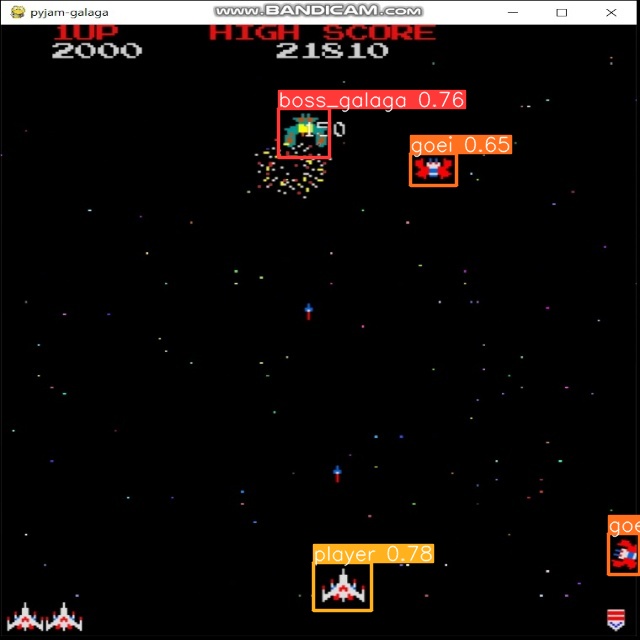 pyjam-galaga
WWW.BANDICAM.COM
1UP HIGH SCORE
2000 21810
boss_galaga 0.76
150
goei 0.65
player 0.78
goe